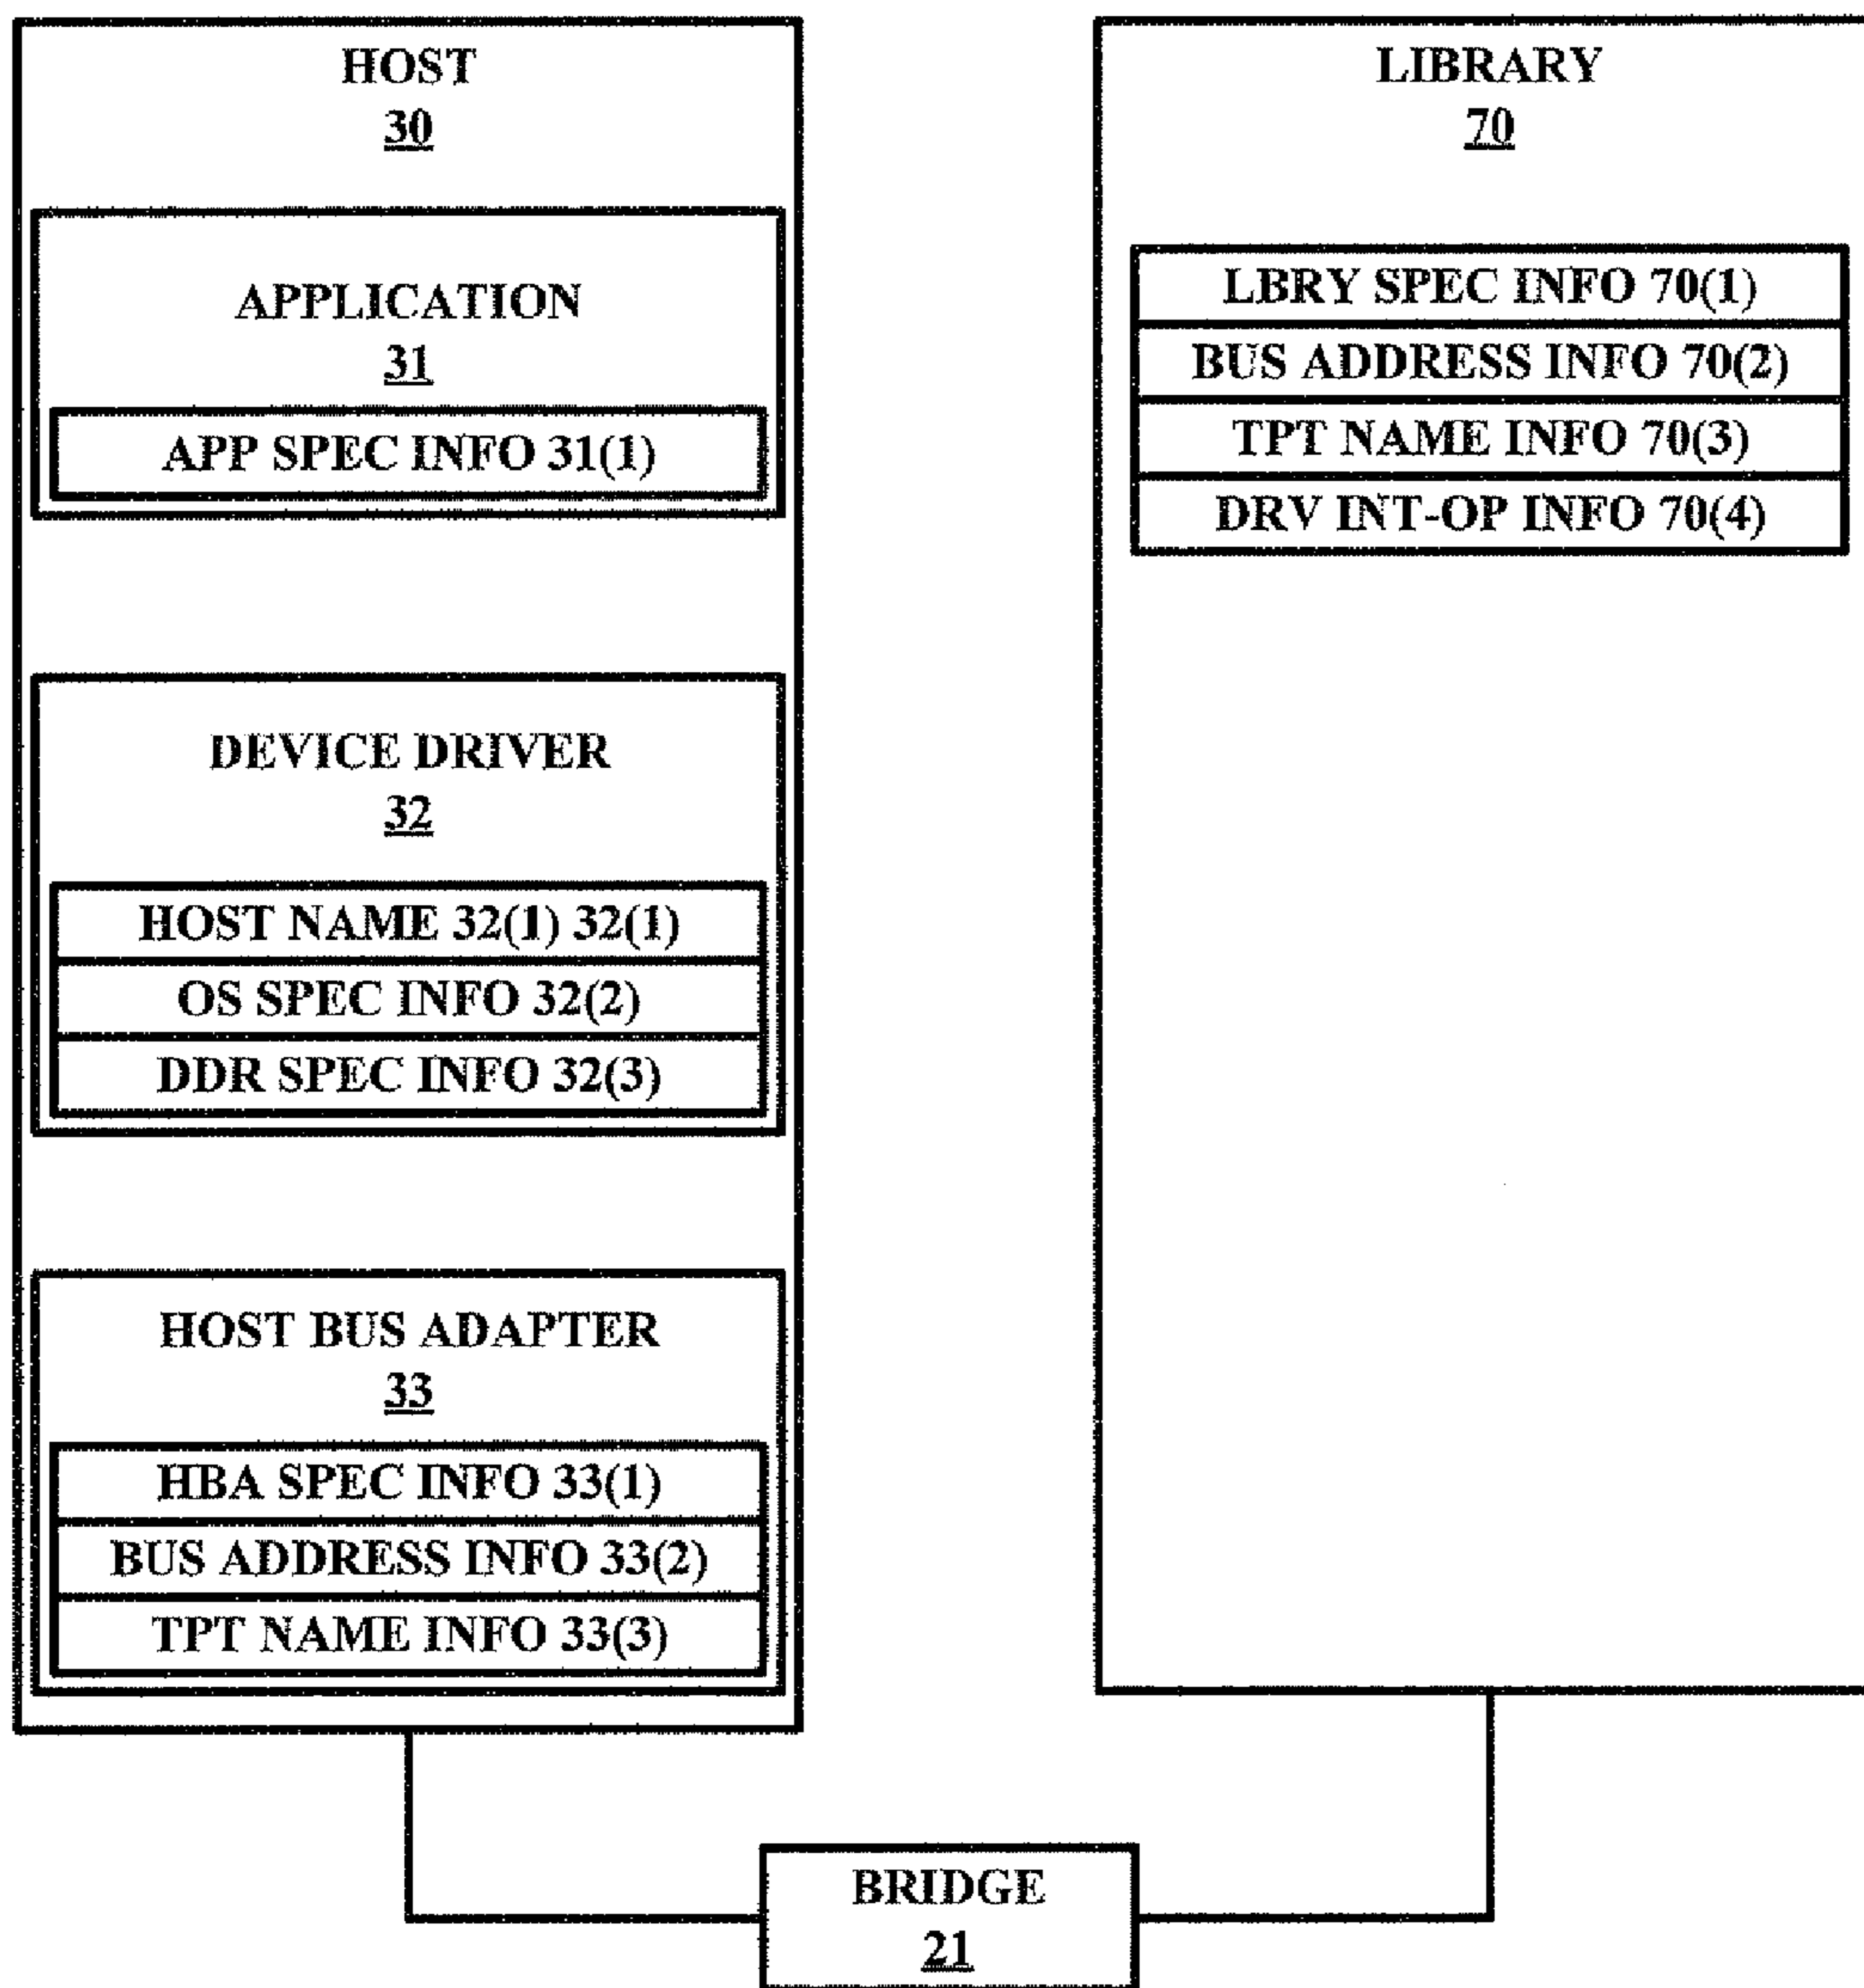 HOST
30
APPLICATION
31
APP SPEC INFO 31(1)
DEVICE DRIVER
32
HOST NAME 32(1) 32(1)
OS SPEC INFO 32(2)
DDR SPEC INFO 32(3)
HOST BUS ADAPTER
33
HBA SPEC INFO 33(1)
BUS ADDRESS INFO 33(2)
TPT NAME INFO 33(3)
LIBRARY
70
LBRY SPEC INFO 70(1)
BUS ADDRESS INFO 70(2)
TPT NAME INFO 70(3)
DRV INT-OP INFO 70(4)
BRIDGE
21